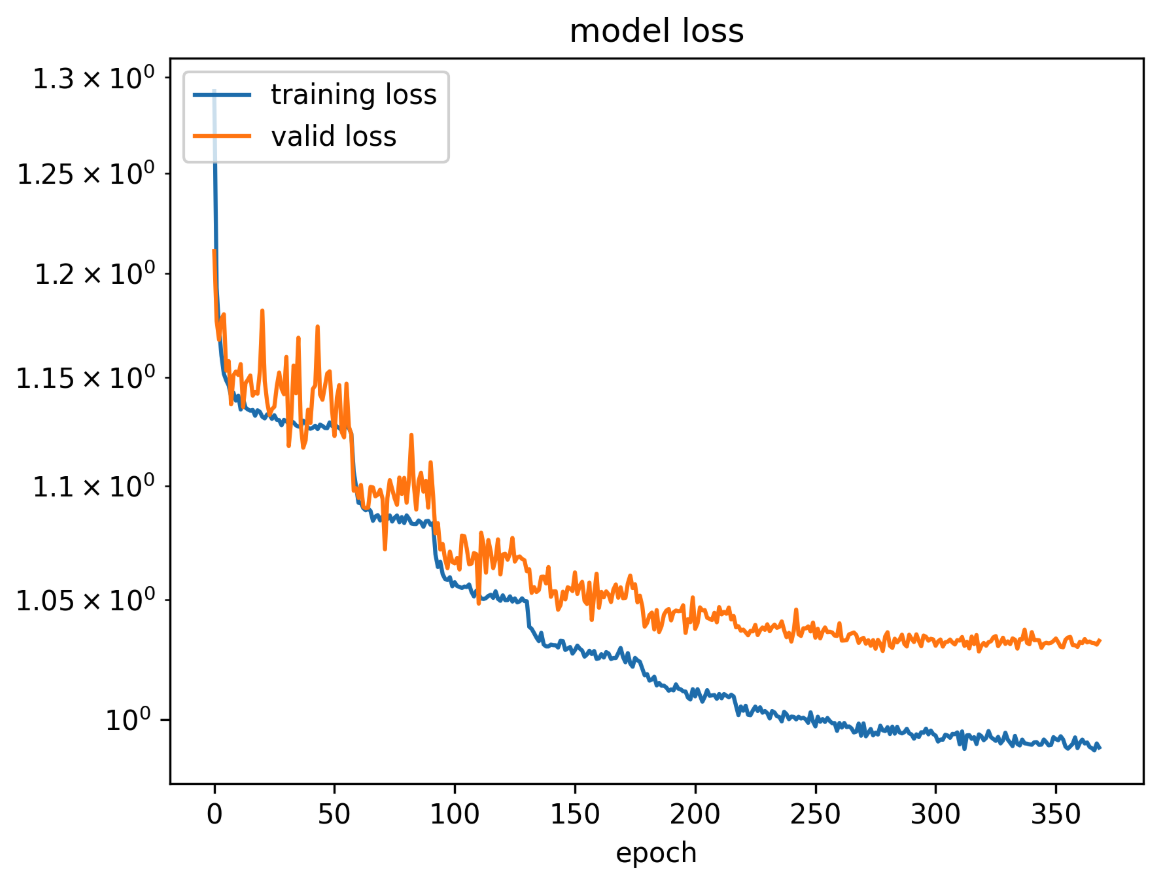 model loss
1.3 × 10⁰
1.25 × 10⁰
1.2 × 10⁰
1.15 × 10⁰
1.1 × 10⁰
1.05 × 10⁰
10⁰
training loss
valid loss
0 50 100 150 200 250 300 350
epoch